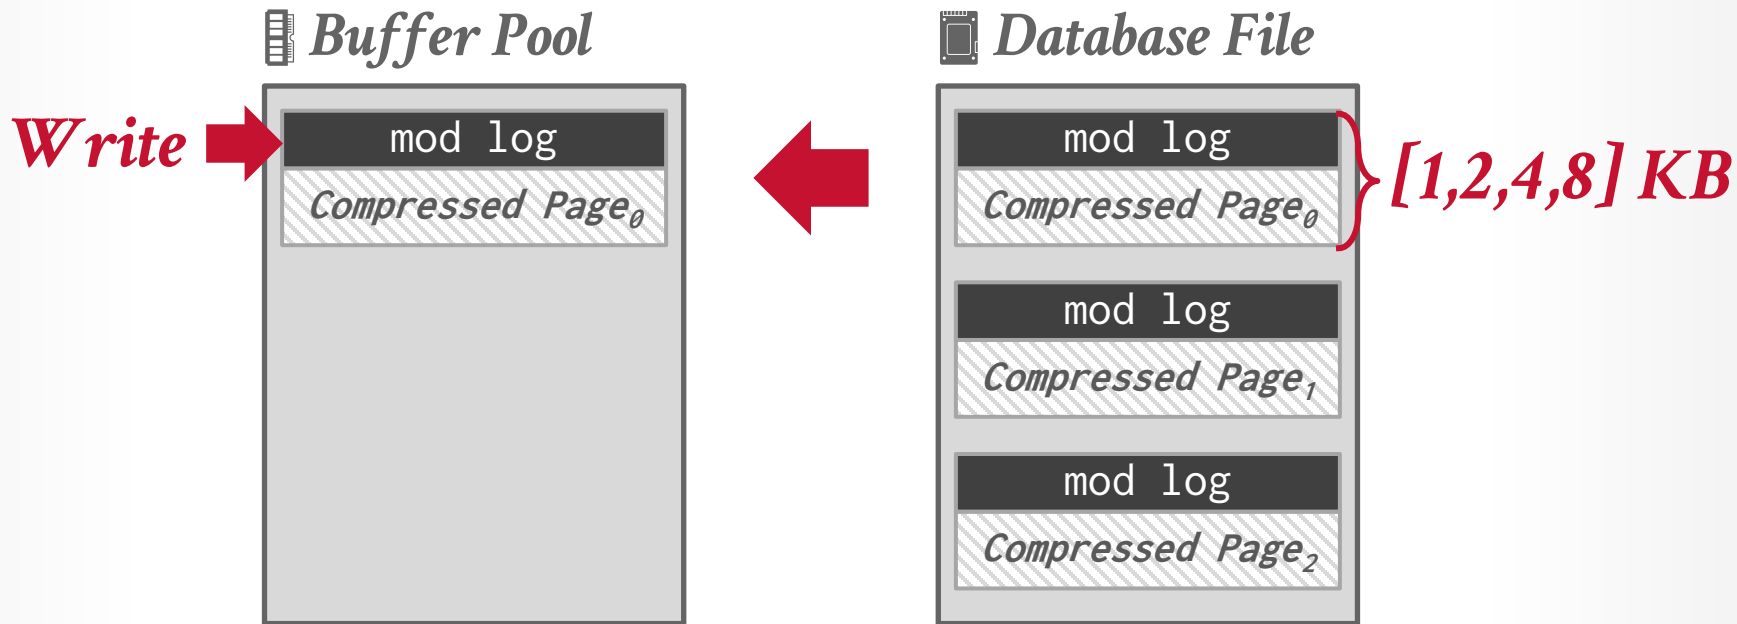 Buffer Pool
Write
mod log
Compressed Page₀
Database File
mod log
Compressed Page₀
[1,2,4,8] KB
mod log
Compressed Page₁
mod log
Compressed Page₂